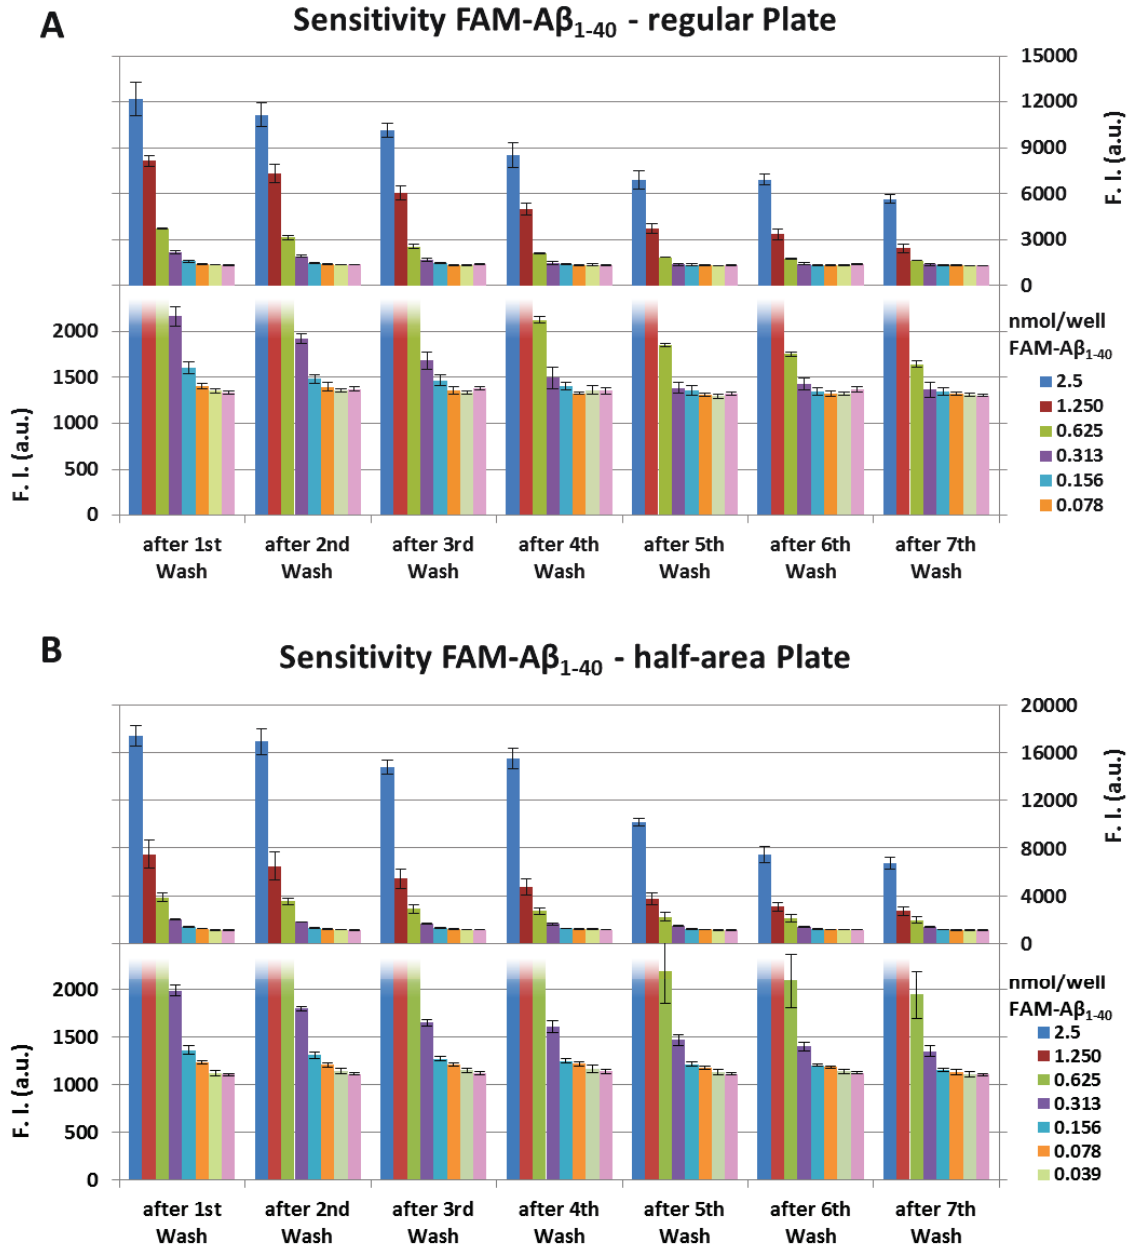 A
Sensitivity FAM-Aβ1-40 - regular Plate
15000
12000
9000
6000
3000
0
F. I. (a.u.)
2000
1500
1000
500
0
F. I. (a.u.)
nmol/well
FAM-Aβ1-40
2.5
1.250
0.625
0.313
0.156
0.078
after 1st
Wash
after 2nd
Wash
after 3rd
Wash
after 4th
Wash
after 5th
Wash
after 6th
Wash
after 7th
Wash
B
Sensitivity FAM-Aβ1-40 - half-area Plate
20000
16000
12000
8000
4000
0
F. I. (a.u.)
2000
1500
1000
500
0
F. I. (a.u.)
nmol/well
FAM-Aβ1-40
2.5
1.250
0.625
0.313
0.156
0.078
0.039
after 1st
Wash
after 2nd
Wash
after 3rd
Wash
after 4th
Wash
after 5th
Wash
after 6th
Wash
after 7th
Wash